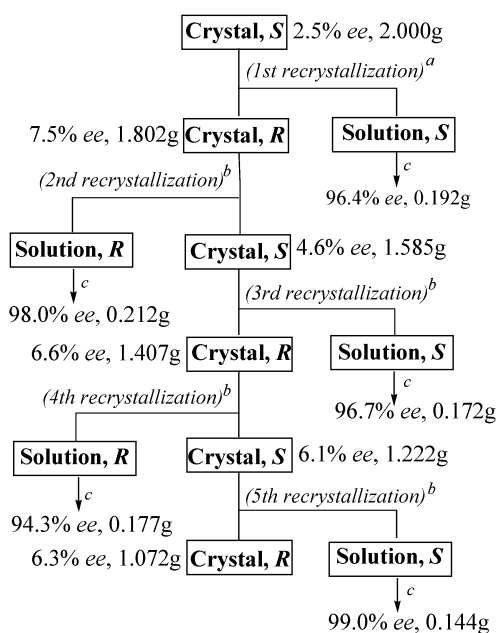 Crystal, S 2.5% ee, 2.000g
(1st recrystallization)a
7.5% ee, 1.802g Crystal, R Solution, S
(2nd recrystallization)b c
96.4% ee, 0.192g
Solution, R Crystal, S 4.6% ee, 1.585g
c (3rd recrystallization)b
98.0% ee, 0.212g
6.6% ee, 1.407g Crystal, R Solution, S
(4th recrystallization)b c
96.7% ee, 0.172g
Solution, R Crystal, S 6.1% ee, 1.222g
c (5th recrystallization)b
94.3% ee, 0.177g
6.3% ee, 1.072g Crystal, R Solution, S
c
99.0% ee, 0.144g